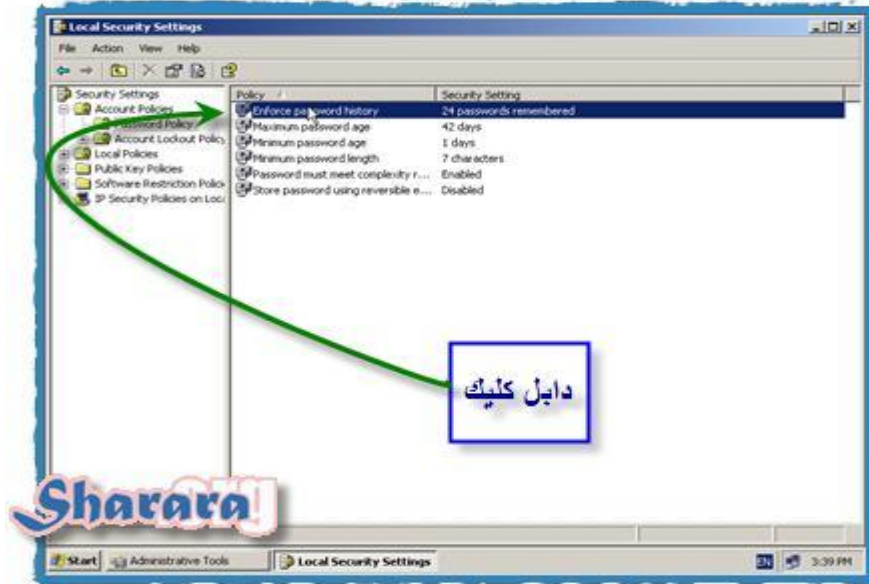 Local Security Settings
File Action View Help
Security Settings
Account Policies
Password Policy
Account Lockout Policy
Local Policies
Public Key Policies
Software Restriction Polici
IP Security Policies on Loca
Policy Security Setting
Enforce password history 24 passwords remembered
Maximum password age 42 days
Minimum password age 1 days
Minimum password length 7 characters
Password must meet complexity r... Enabled
Store password using reversible e... Disabled
دابل كليك
Sharara
org
Start Administrative Tools Local Security Settings EN 3:39 PM